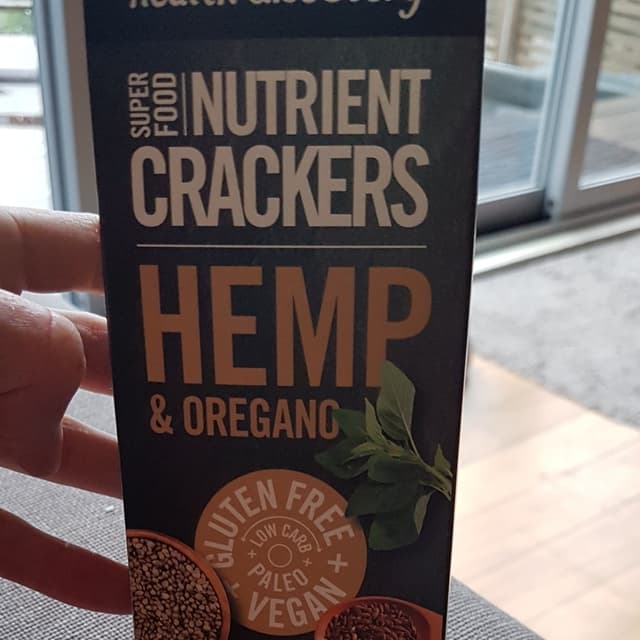 SUPER FOOD NUTRIENT
CRACKERS
HEMP
& OREGANO
GLUTEN FREE
LOW CARB
PALEO
VEGAN